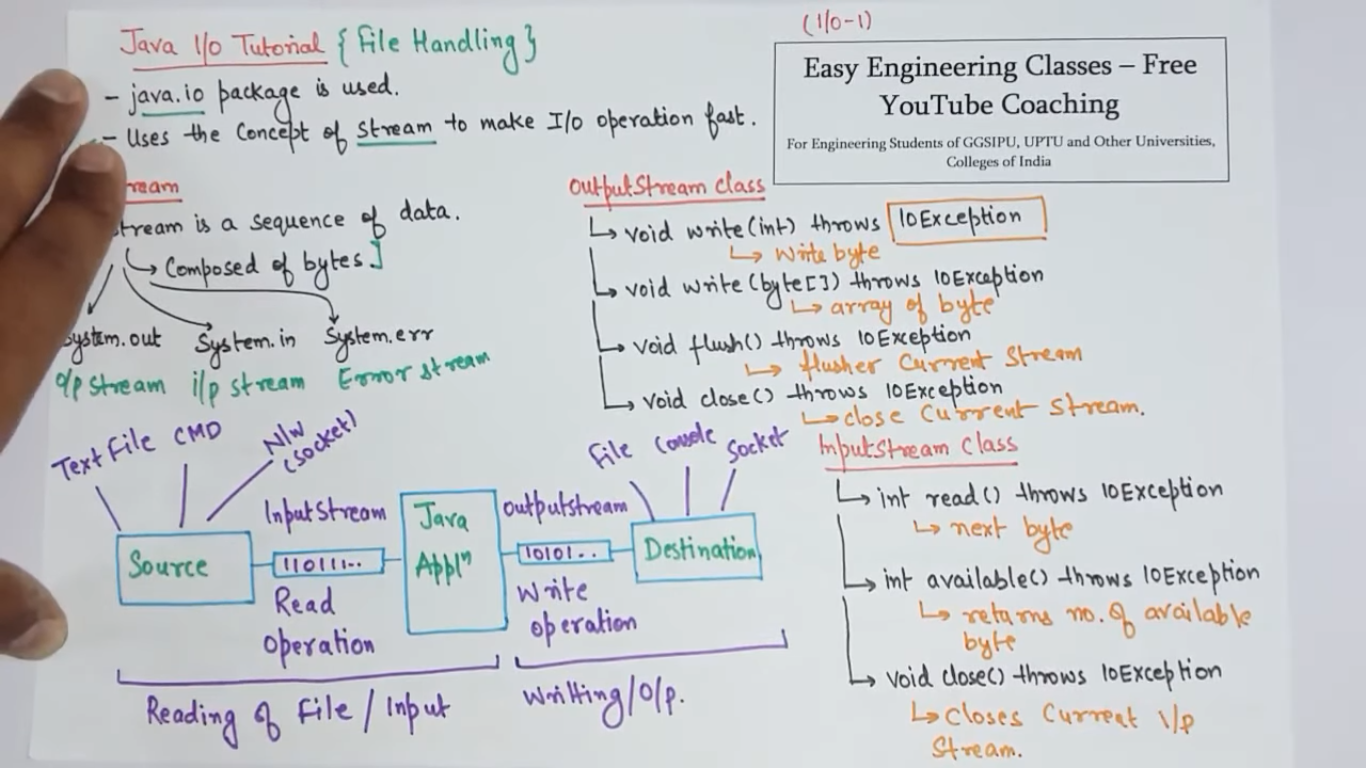 (I/O-1)
Java I/O Tutorial {File Handling}
- java.io package is used.
- Uses the Concept of Stream to make I/O operation fast.
Easy Engineering Classes – Free
YouTube Coaching
For Engineering Students of GGSIPU, UPTU and Other Universities,
Colleges of India
ream
tream is a sequence of data.
Composed of bytes]
System.out System.in System.err
O/p stream i/p stream Error stream
OutputStream class
void write(int) throws IOException
write byte
void write(byte[]) throws IOException
array of byte
void flush() throws IOException
flusher Current Stream
void close() throws IOException
close Current Stream.
Text File CMD N/W
(socket)
Source
InputStream
110111..
Read
operation
Java
Appln
Outputstream
10101..
Write
operation
File Console Socket
Destination
Reading of File / Input
Writting/O/p.
InputStream Class
int read() throws IOException
next byte
int available() throws IOException
returns no. of available
byte
void close() throws IOException
Closes Current I/p
Stream.